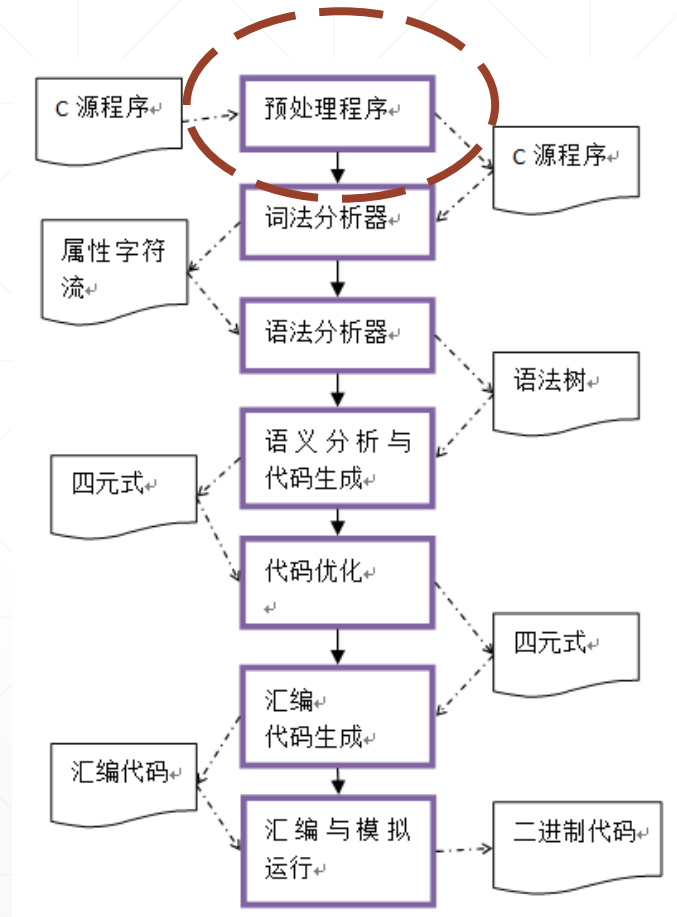 C 源程序
预处理程序
C 源程序
词法分析器
属性字符
流
语法分析器
语法树
语义分析与
代码生成
四元式
代码优化
四元式
汇编
代码生成
汇编代码
汇编与模拟
运行
二进制代码